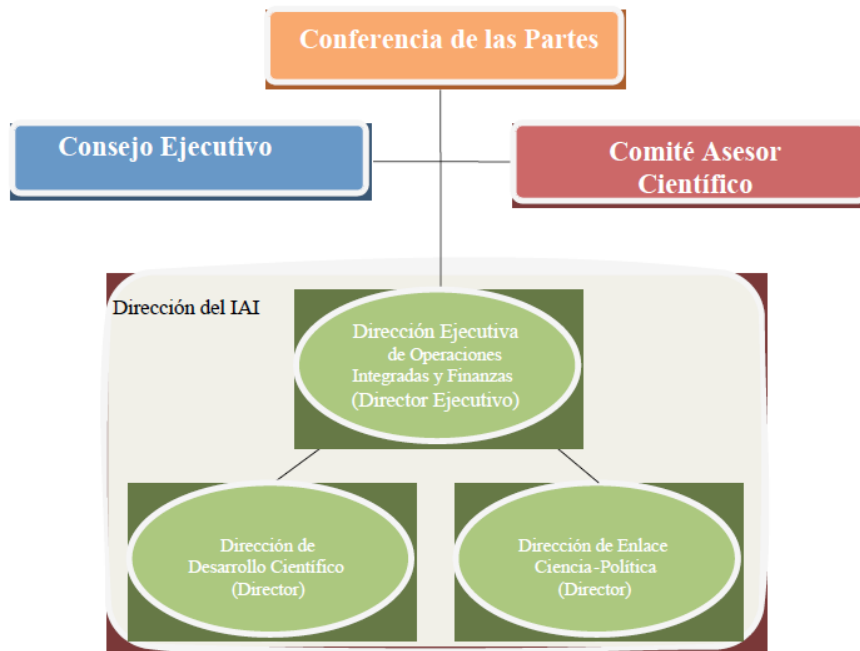 Conferencia de las Partes
Consejo Ejecutivo
Comité Asesor
Científico
Dirección del IAI
Dirección Ejecutiva
de Operaciones
Integradas y Finanzas
(Director Ejecutivo)
Dirección de
Desarrollo Científico
(Director)
Dirección de Enlace
Ciencia-Política
(Director)